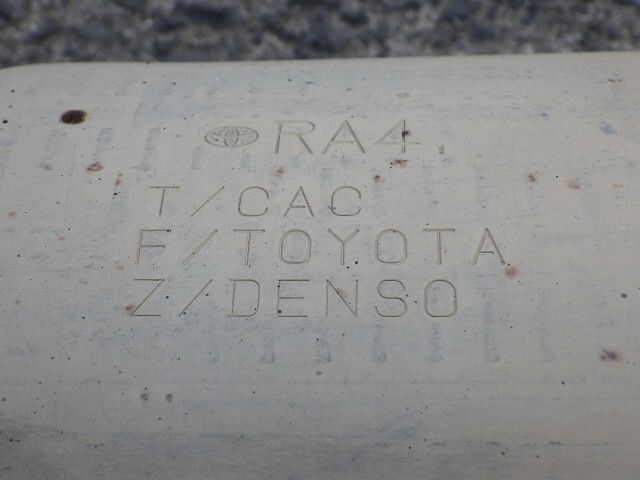 RA4
T/CAC
F/TOYOTA
Z/DENSO